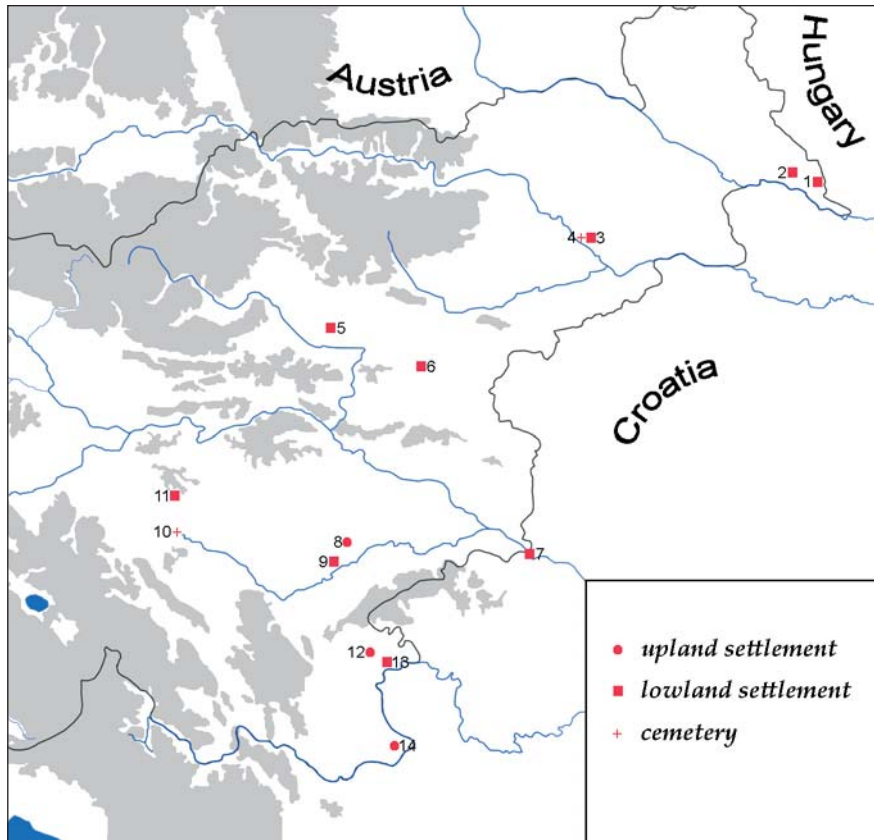 Austria
Hungary
2
1
4 3
5
6
Croatia
11
10
8
9
7
12
13
14
upland settlement
lowland settlement
cemetery